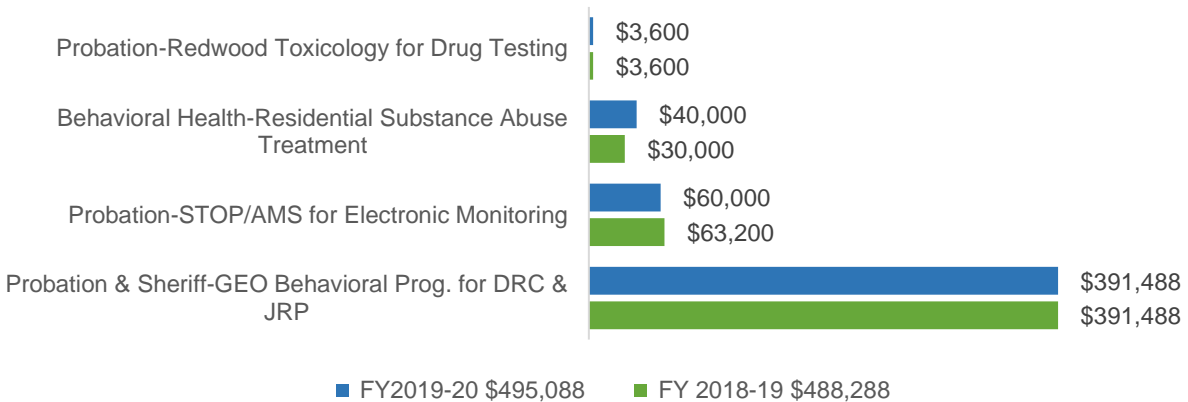 Probation-Redwood Toxicology for Drug Testing
$3,600
$3,600
Behavioral Health-Residential Substance Abuse
Treatment
$40,000
$30,000
Probation-STOP/AMS for Electronic Monitoring
$60,000
$63,200
Probation & Sheriff-GEO Behavioral Prog. for DRC &
JRP
$391,488
$391,488
FY2019-20 $495,088
FY 2018-19 $488,288